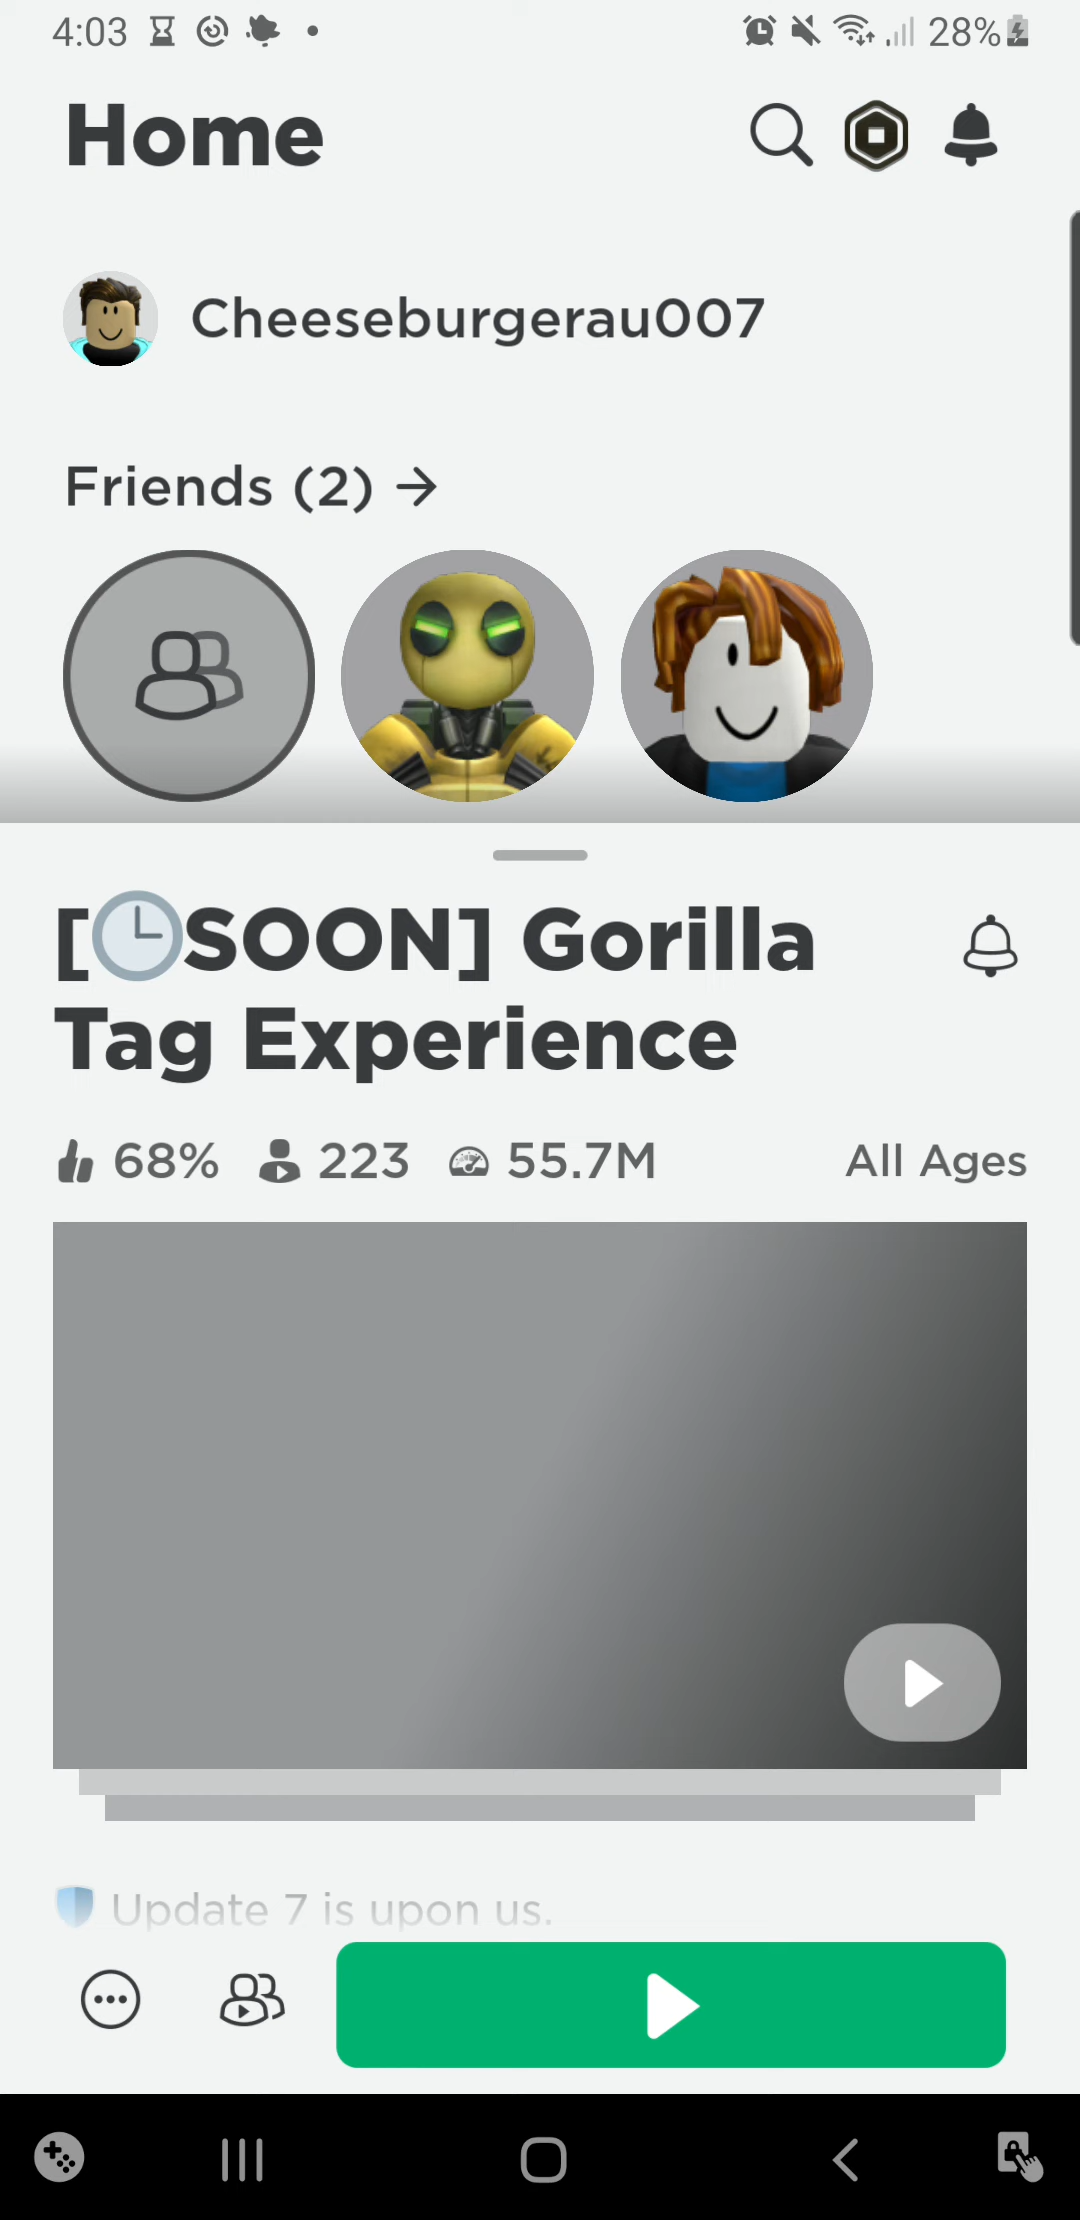 4:03 28%
Home
Cheeseburgerau007
Friends (2) →
[🕒SOON] Gorilla
Tag Experience
68% 223 55.7M All Ages
Update 7 is upon us.